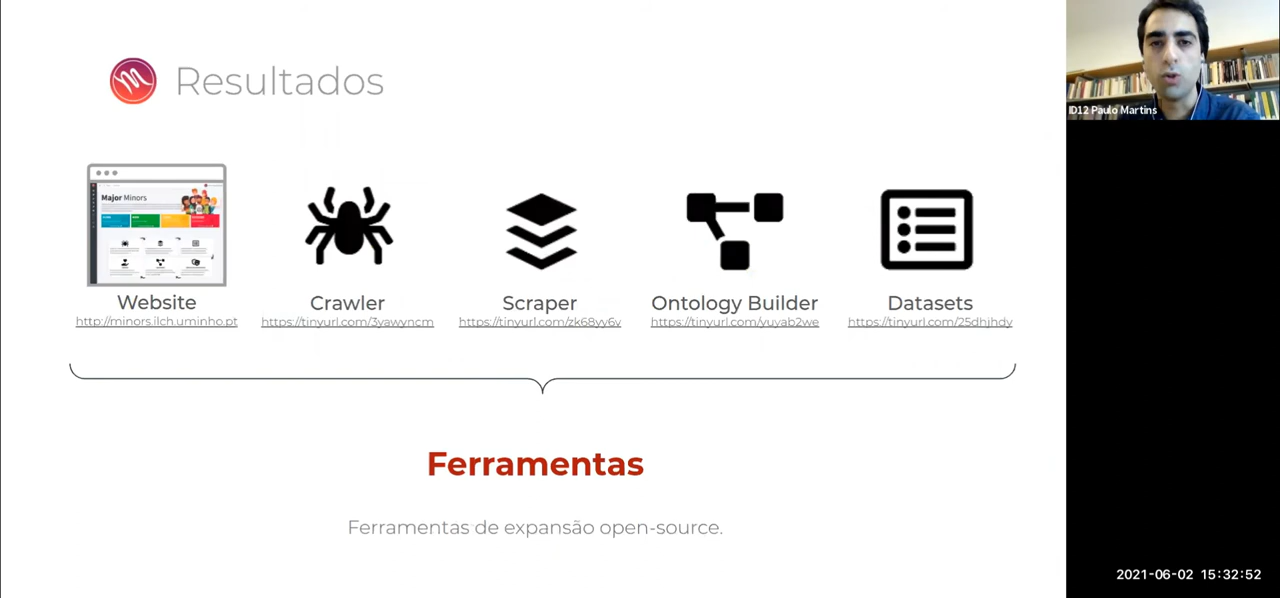 Resultados
Major Minors
Website
http://minors.ilch.uminho.pt
Crawler
https://tinyurl.com/3yawyncm
Scraper
https://tinyurl.com/zk68yy6v
Ontology Builder
https://tinyurl.com/yuyab2we
Datasets
https://tinyurl.com/25dhjhdy
Ferramentas
Ferramentas de expansão open-source.
ID12 Paulo Martins
2021-06-02 15:32:52